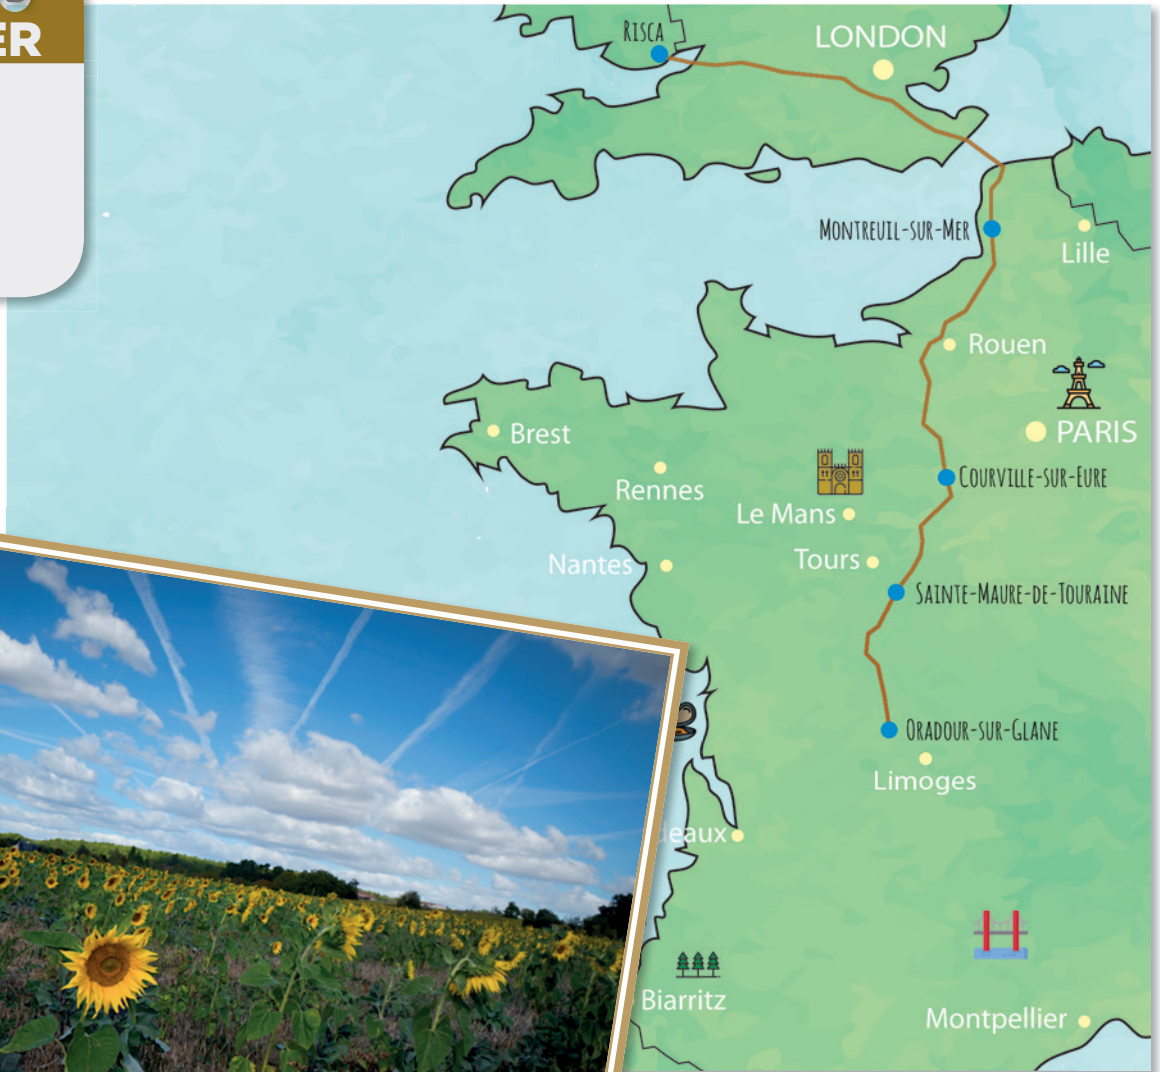 ER
RISCA
LONDON
MONTREUIL-SUR-MER
Lille
Rouen
PARIS
Brest
COURVILLE-SUR-EURE
Rennes
Le Mans
Tours
Nantes
SAINTE-MAURE-DE-TOURAINE
ORADOUR-SUR-GLANE
Limoges
deaux
Biarritz
Montpellier